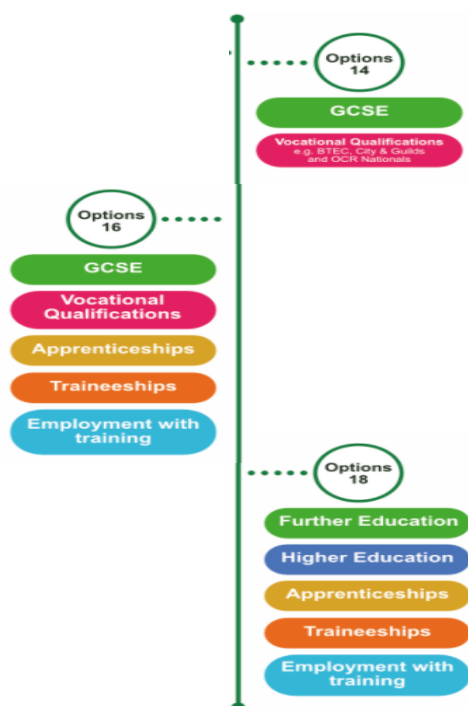 Options
14
GCSE
Vocational Qualifications
e.g. BTEC, City & Guilds
and OCR Nationals
Options
16
GCSE
Vocational
Qualifications
Apprenticeships
Traineeships
Employment with
training
Options
18
Further Education
Higher Education
Apprenticeships
Traineeships
Employment with
training